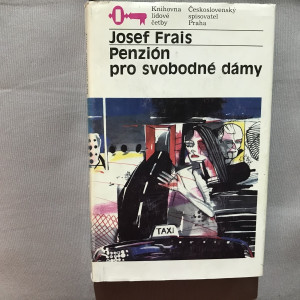 Knihovna
lidové
četby
Československý
spisovatel
Praha
Josef Frais
Penzión
pro svobodné dámy
TAXI